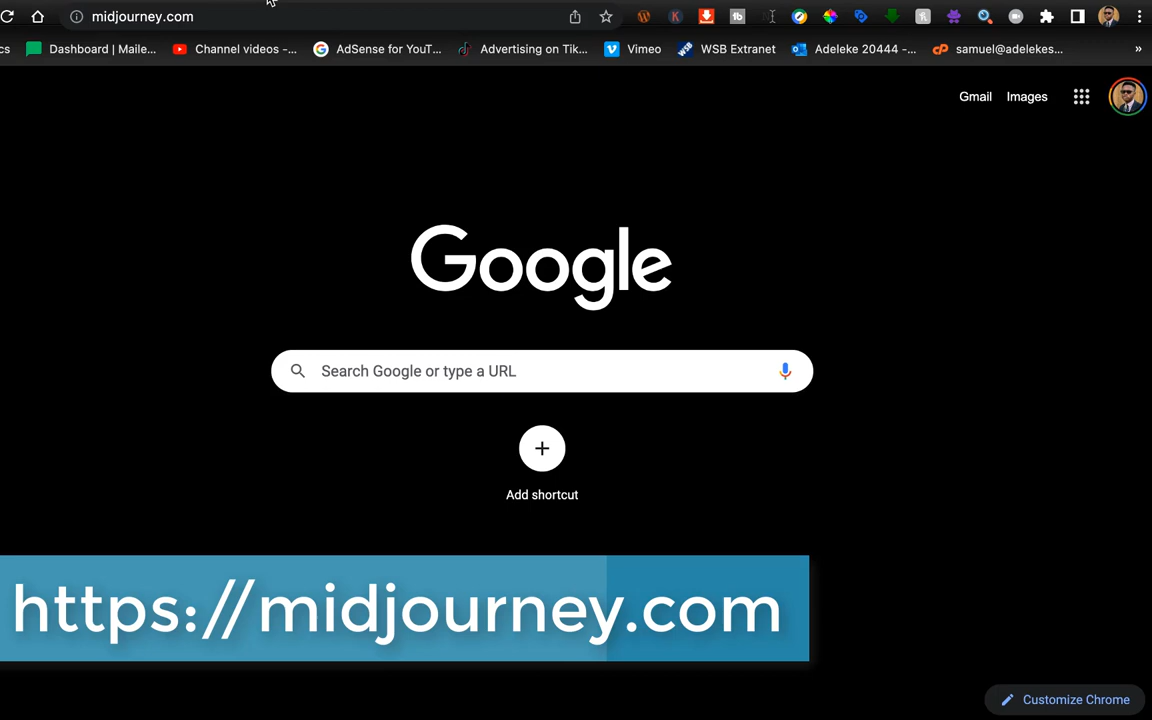 midjourney.com
cs
Dashboard | Maile...
Channel videos -...
AdSense for YouT...
Advertising on Tik...
Vimeo
WSB Extranet
Adeleke 20444 -...
samuel@adelekes...
»
Gmail
Images
Google
Search Google or type a URL
Add shortcut
https://midjourney.com
Customize Chrome